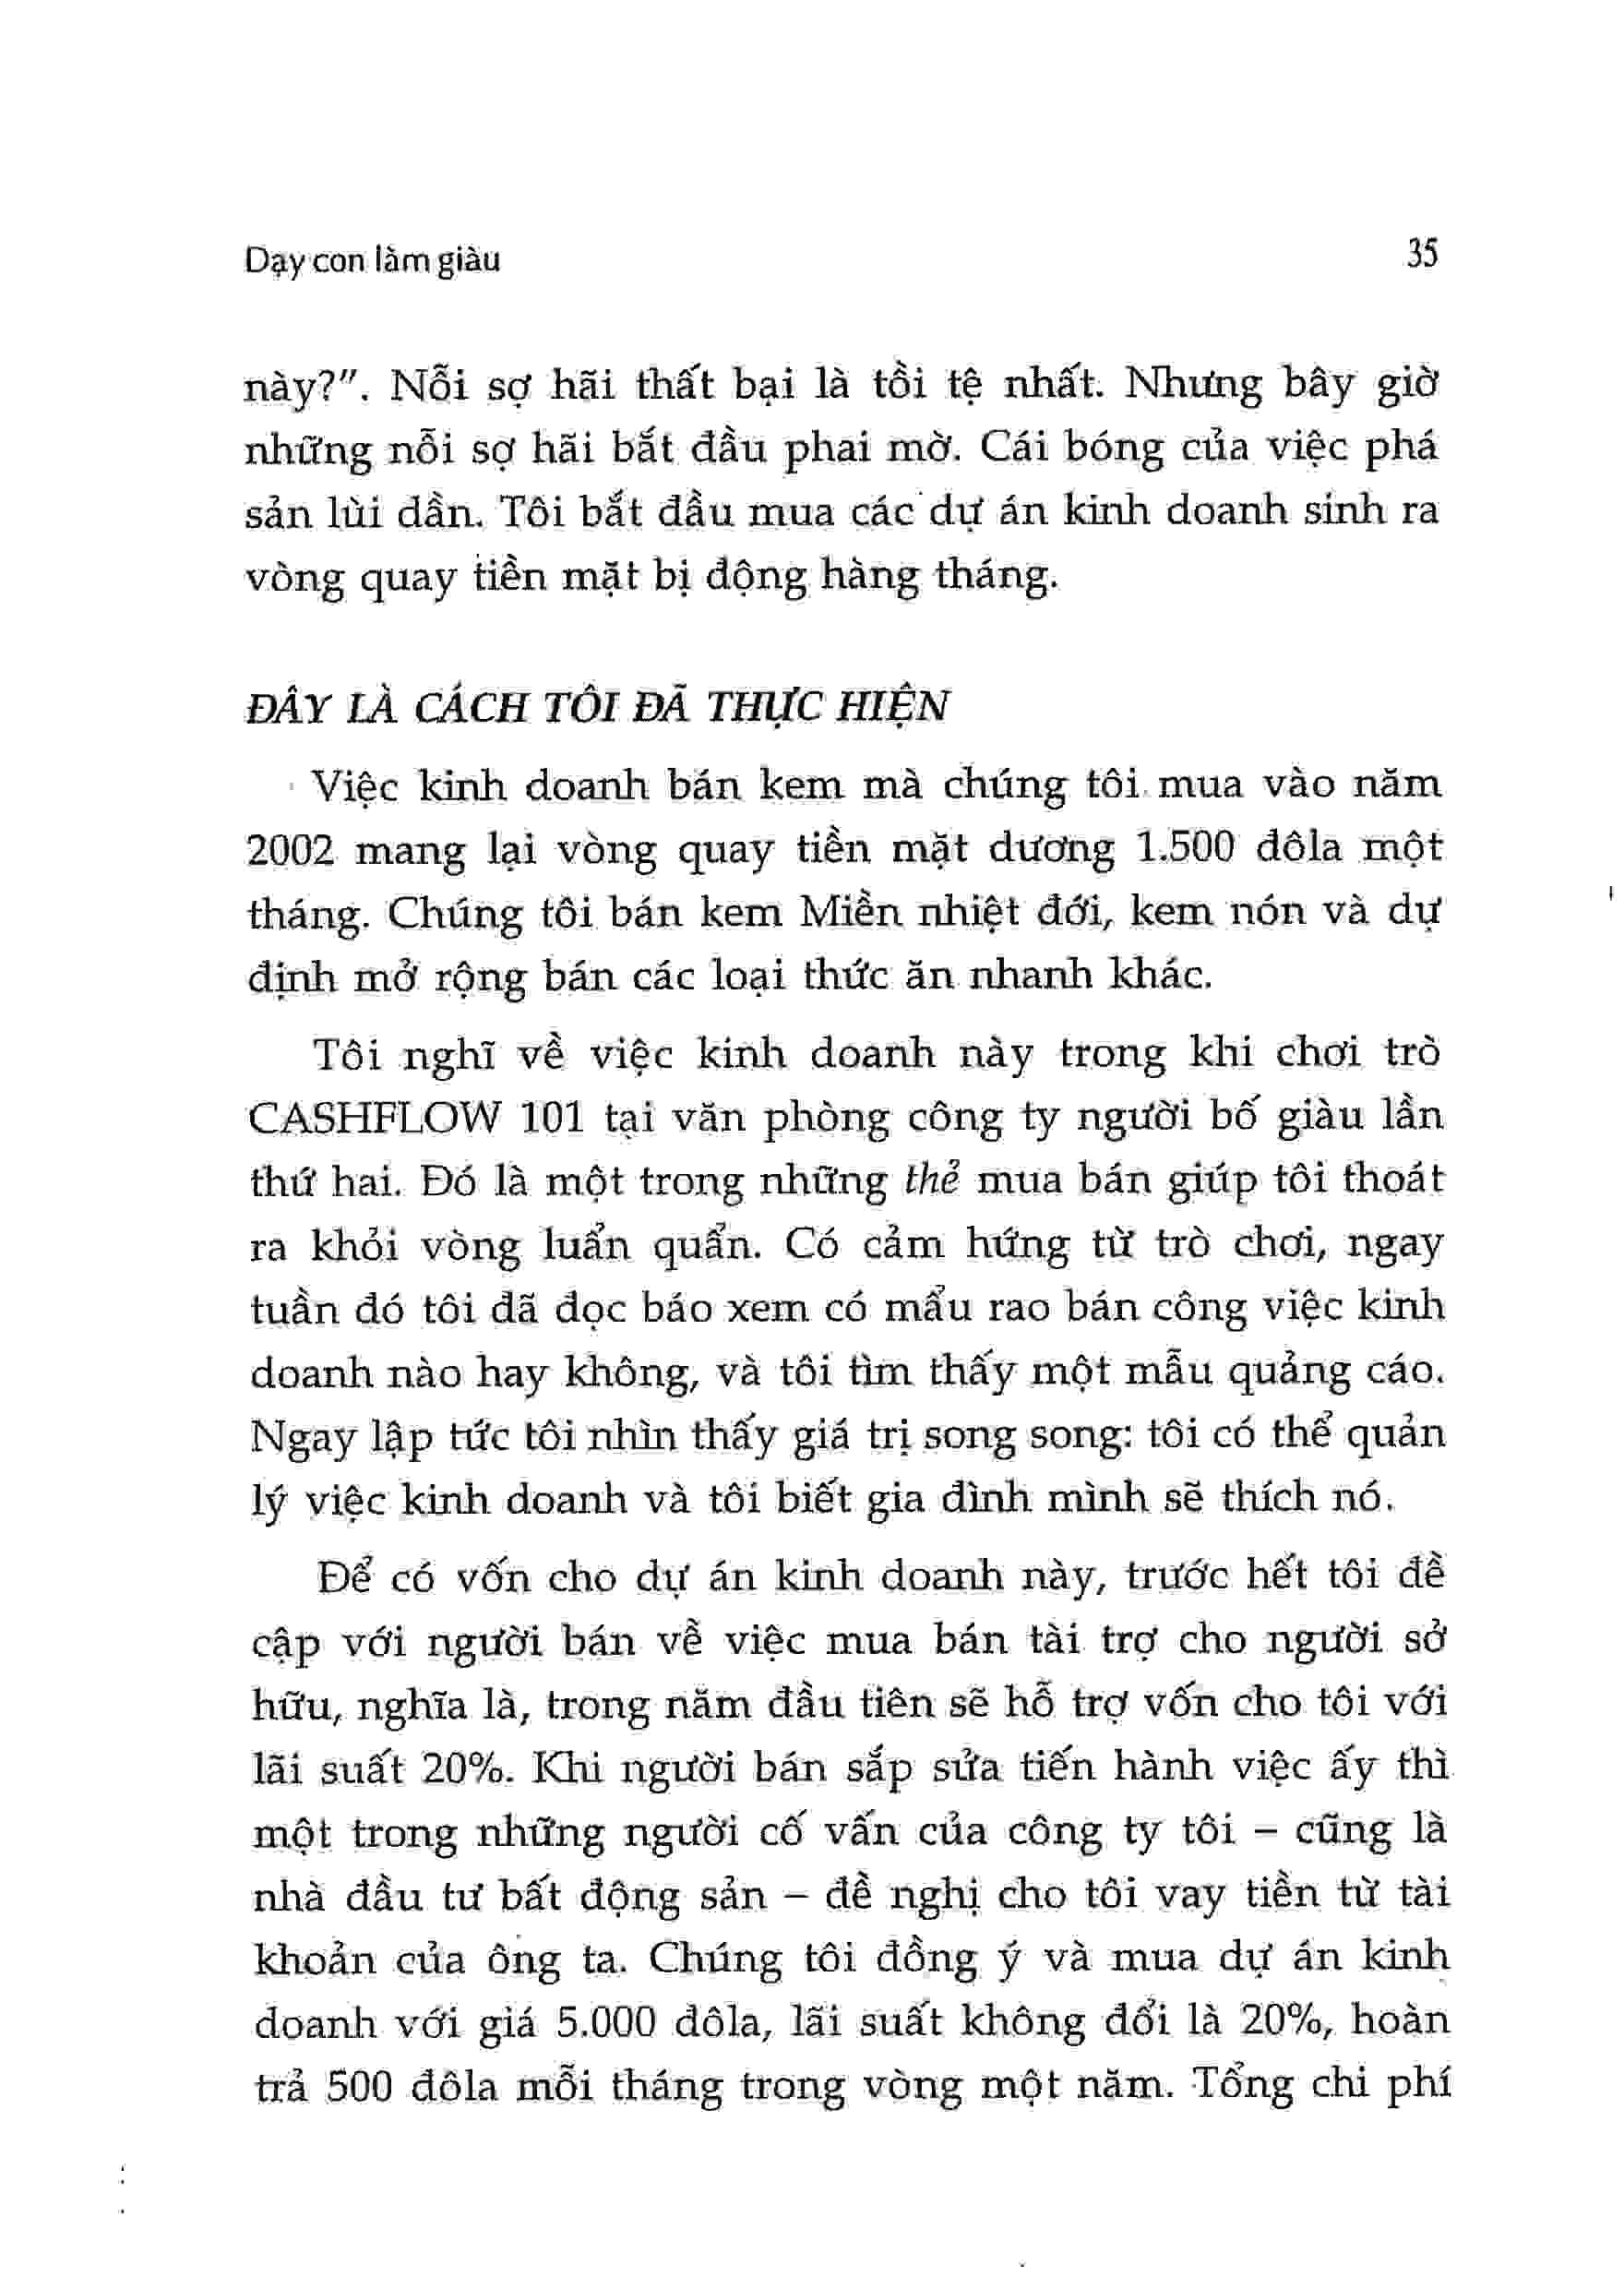 Dạy con làm giàu
35
này?". Nỗi sợ hãi thất bại là tồi tệ nhất. Nhưng bây giờ
những nỗi sợ hãi bắt đầu phai mờ. Cái bóng của việc phá
sản lùi dần. Tôi bắt đầu mua các dự án kinh doanh sinh ra
vòng quay tiền mặt bị động hàng tháng.
ĐÂY LÀ CÁCH TÔI ĐÃ THỰC HIỆN
Việc kinh doanh bán kem mà chúng tôi mua vào năm
2002 mang lại vòng quay tiền mặt dương 1.500 đôla một
tháng. Chúng tôi bán kem Miền nhiệt đới, kem nón và dự
định mở rộng bán các loại thức ăn nhanh khác.
Tôi nghĩ về việc kinh doanh này trong khi chơi trò
CASHFLOW 101 tại văn phòng công ty người bố giàu lần
thứ hai. Đó là một trong những thẻ mua bán giúp tôi thoát
ra khỏi vòng luẩn quẩn. Có cảm hứng từ trò chơi, ngay
tuần đó tôi đã đọc báo xem có mẩu rao bán công việc kinh
doanh nào hay không, và tôi tìm thấy một mẫu quảng cáo.
Ngay lập tức tôi nhìn thấy giá trị song song: tôi có thể quản
lý việc kinh doanh và tôi biết gia đình mình sẽ thích nó.
Để có vốn cho dự án kinh doanh này, trước hết tôi đề
cập với người bán về việc mua bán tài trợ cho người sở
hữu, nghĩa là, trong năm đầu tiên sẽ hỗ trợ vốn cho tôi với
lãi suất 20%. Khi người bán sắp sửa tiến hành việc ấy thì
một trong những người cố vấn của công ty tôi – cũng là
nhà đầu tư bất động sản – đề nghị cho tôi vay tiền từ tài
khoản của ông ta. Chúng tôi đồng ý và mua dự án kinh
doanh với giá 5.000 đôla, lãi suất không đổi là 20%, hoàn
trả 500 đôla mỗi tháng trong vòng một năm. Tổng chi phí